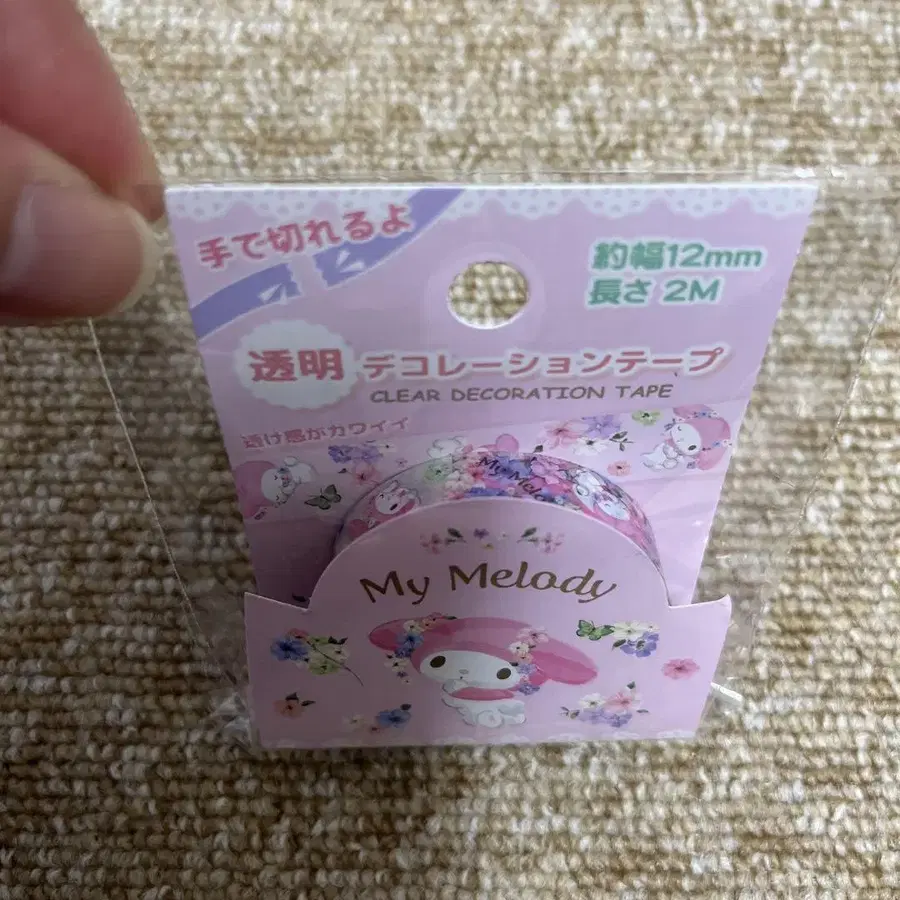 手で切れるよ
約幅12mm
長さ 2M
透明 デコレーションテープ
CLEAR DECORATION TAPE
透け感がカワイイ
My Melody
My Melody